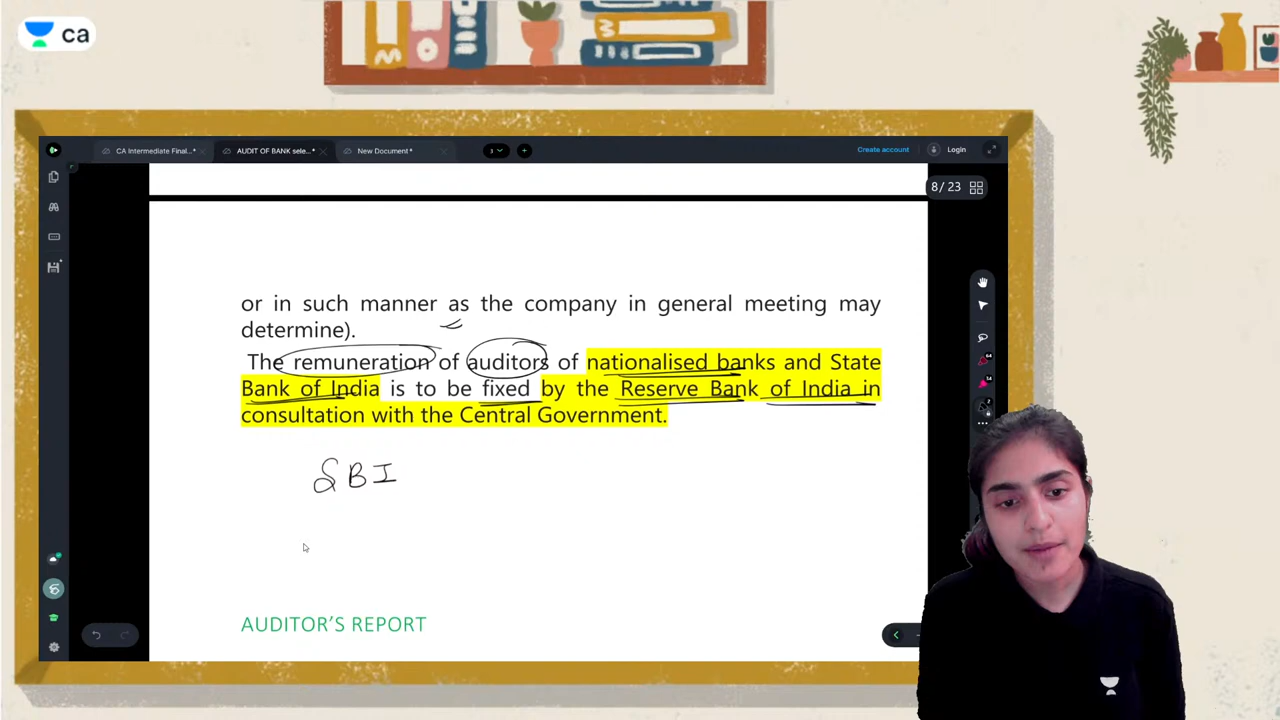 ca
CA Intermediate Final...*
AUDIT OF BANK sele...*
New Document*
Create account
Login
8/ 23
or in such manner as the company in general meeting may
determine).
The remuneration of auditors of nationalised banks and State
Bank of India is to be fixed by the Reserve Bank of India in
consultation with the Central Government.
SBI
AUDITOR'S REPORT